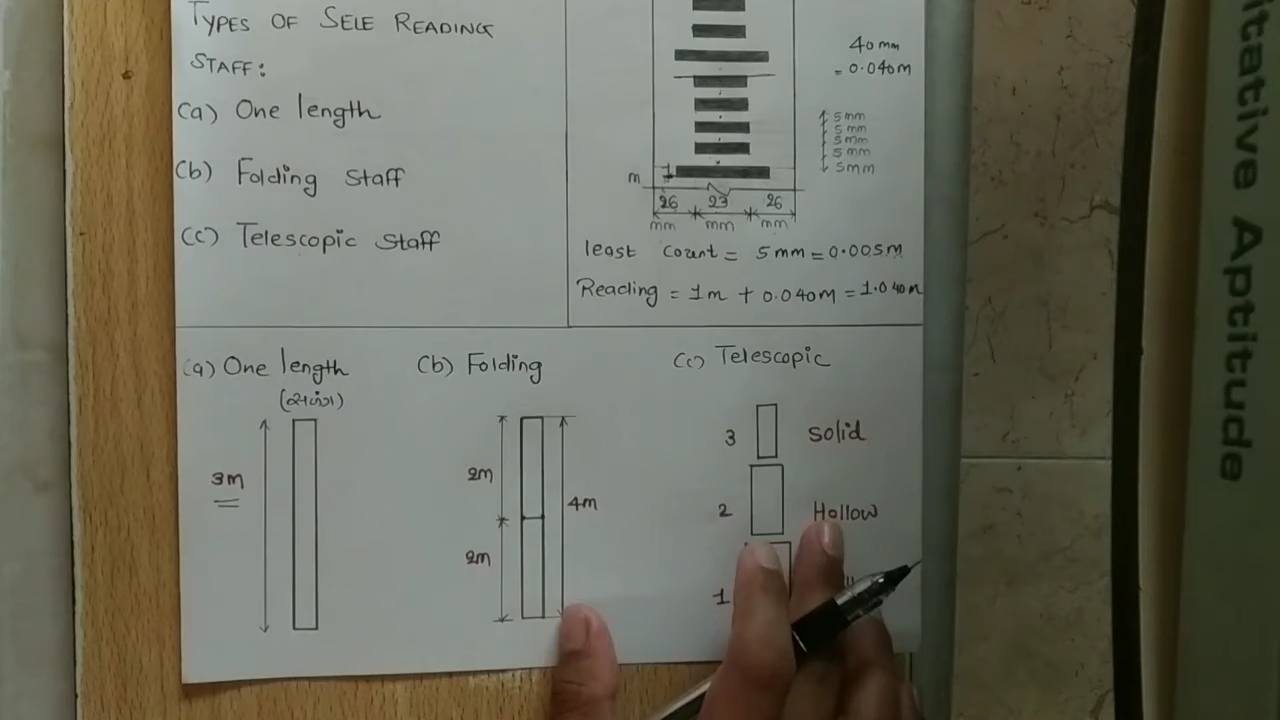 TYPES OF SELE READING
STAFF:
(a) One length
(b) Folding Staff
(c) Telescopic Staff
40 mm
= 0.040m
5mm
5mm
5mm
5mm
5mm
m
1
26 23 26
mm mm mm
least Count = 5mm = 0.005m
Reading = 1m + 0.040m = 1.040m
(a) One length
3m
(b) Folding
2m
2m
4m
(c) Telescopic
3 Solid
2 Hollow
1
itative Aptitude